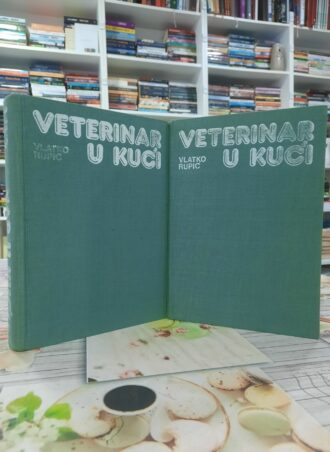 VETERINAR
U KUĆI
VLATKO
RUPIĆ
VETERINAR
U KUĆI
VLATKO
RUPIĆ